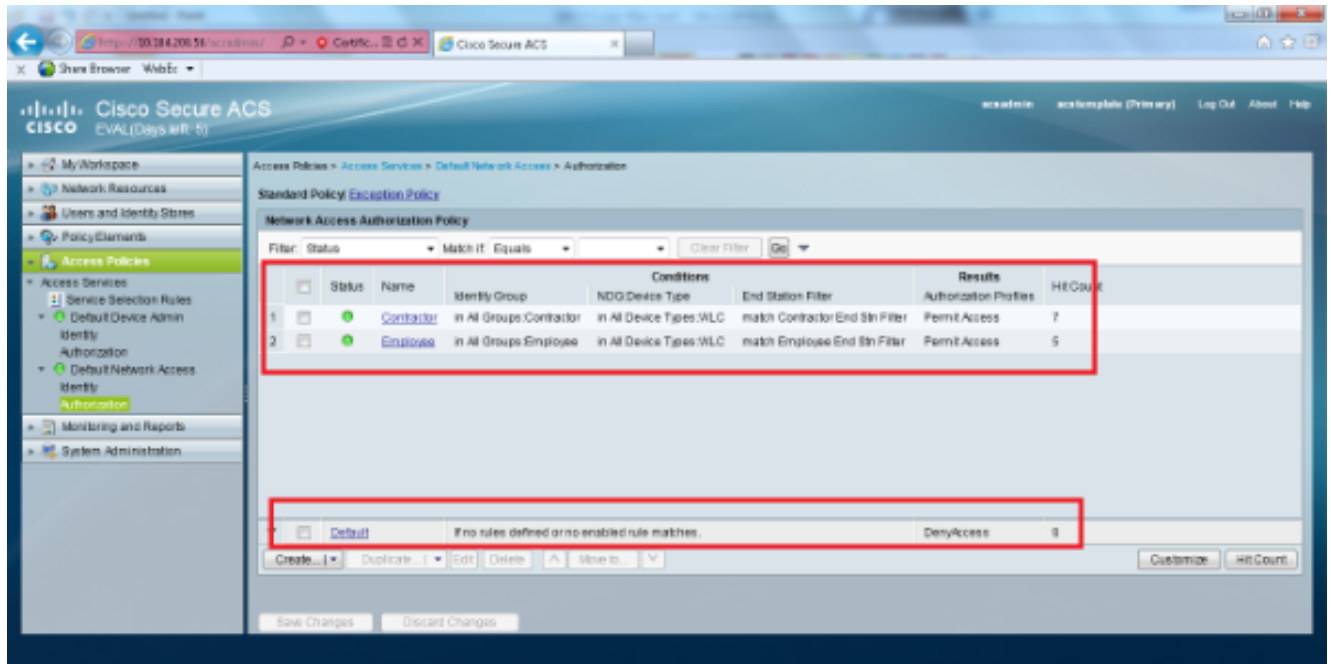 Cisco Secure ACS
Share Browser WebEx
Cisco Secure ACS
CISCO EVAL(Days left: 5)
acsadmin acstemplate (Primary) Log Out About Help
My Workspace
Network Resources
Users and Identity Stores
Policy Elements
Access Policies
Access Services
Service Selection Rules
Default Device Admin
Identity
Authorization
Default Network Access
Identity
Authorization
Monitoring and Reports
System Administration
Access Policies > Access Services > Default Network Access > Authorization
Standard Policy| Exception Policy
Network Access Authorization Policy
Filter: Status Match if: Equals Clear Filter Go
Conditions Results
Status Name Identity Group NDG:Device Type End Station Filter Authorization Profiles Hit Count
1 Contractor in All Groups:Contractor in All Device Types:WLC match Contractor End Stn Filter Permit Access 7
2 Employee in All Groups:Employee in All Device Types:WLC match Employee End Stn Filter Permit Access 5
Default If no rules defined or no enabled rule matches. DenyAccess 0
Create... Duplicate... Edit Delete Move to... Customize Hit Count
Save Changes Discard Changes